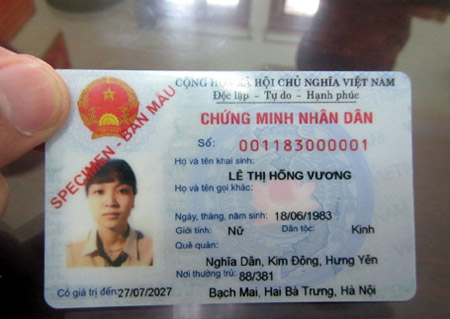 CỘNG HÒA XÃ HỘI CHỦ NGHĨA VIỆT NAM
Độc lập - Tự do - Hạnh phúc
CHỨNG MINH NHÂN DÂN
SPECIMEN - BẢN MẪU
Số: 001183000001
Họ và tên khai sinh:
LÊ THỊ HỒNG VƯƠNG
Họ và tên gọi khác:
Ngày, tháng, năm sinh: 18/06/1983
Giới tính: Nữ Dân tộc: Kinh
Quê quán:
Nghĩa Dân, Kim Động, Hưng Yên
Nơi thường trú: 88/381
Có giá trị đến: 27/07/2027
Bạch Mai, Hai Bà Trưng, Hà Nội